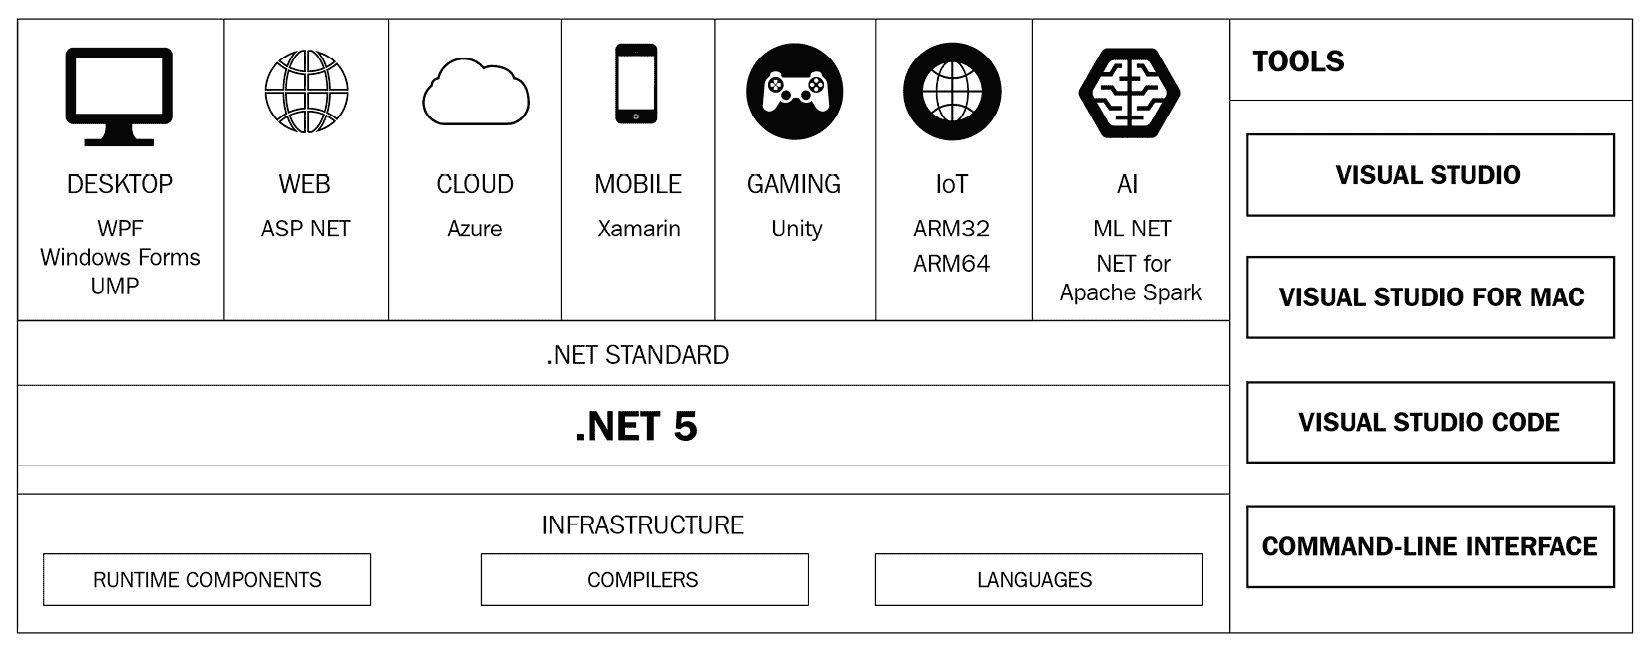 DESKTOP
WPF
Windows Forms
UMP
WEB
ASP NET
CLOUD
Azure
MOBILE
Xamarin
GAMING
Unity
IoT
ARM32
ARM64
AI
ML NET
NET for
Apache Spark
.NET STANDARD
.NET 5
INFRASTRUCTURE
RUNTIME COMPONENTS
COMPILERS
LANGUAGES
TOOLS
VISUAL STUDIO
VISUAL STUDIO FOR MAC
VISUAL STUDIO CODE
COMMAND-LINE INTERFACE